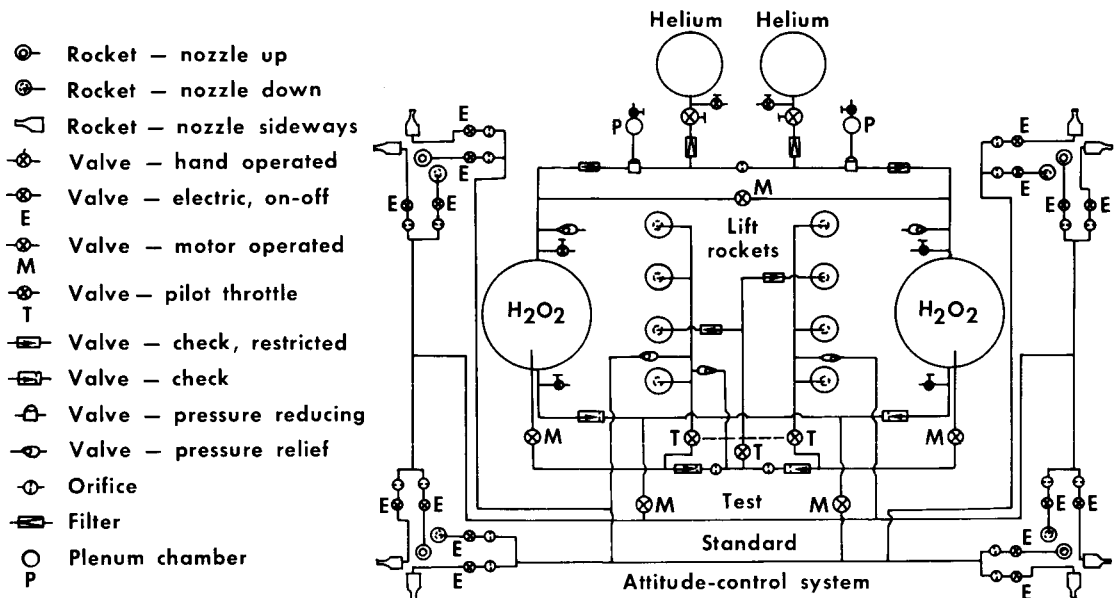 Rocket — nozzle up
Rocket — nozzle down
Rocket — nozzle sideways
Valve — hand operated
Valve — electric, on-off
E
Valve — motor operated
M
Valve — pilot throttle
T
Valve — check, restricted
Valve — check
Valve — pressure reducing
Valve — pressure relief
Orifice
Filter
Plenum chamber
P
Helium Helium
P P
E E
E E
E E E E
M
Lift
rockets
H2O2 H2O2
M T T M
T
E E E E
M Test M
E Standard E
E Attitude-control system E